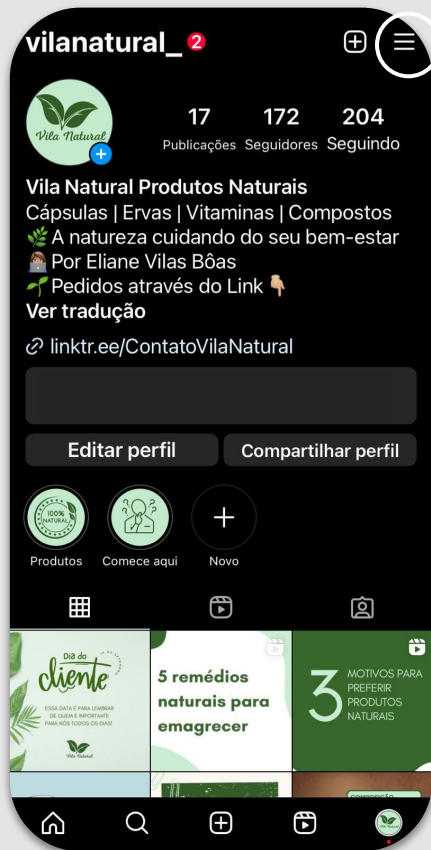 vilanatural_ 2
Vila Natural
17 172 204
Publicações Seguidores Seguindo
Vila Natural Produtos Naturais
Cápsulas | Ervas | Vitaminas | Compostos
🌿 A natureza cuidando do seu bem-estar
👩🏽‍💻 Por Eliane Vilas Bôas
🌱 Pedidos através do Link 👇🏼
Ver tradução
linktr.ee/ContatoVilaNatural
Editar perfil
Compartilhar perfil
100%
NATURAL
Produtos
Comece aqui
Novo
Dia do
cliente
ESSA DATA É PARA LEMBRAR
DE QUEM É IMPORTANTE
PARA NÓS TODOS OS DIAS!
Vila Natural
5 remédios
naturais para
emagrecer
3
MOTIVOS PARA
PREFERIR
PRODUTOS
NATURAIS
COMPOSIÇÃO